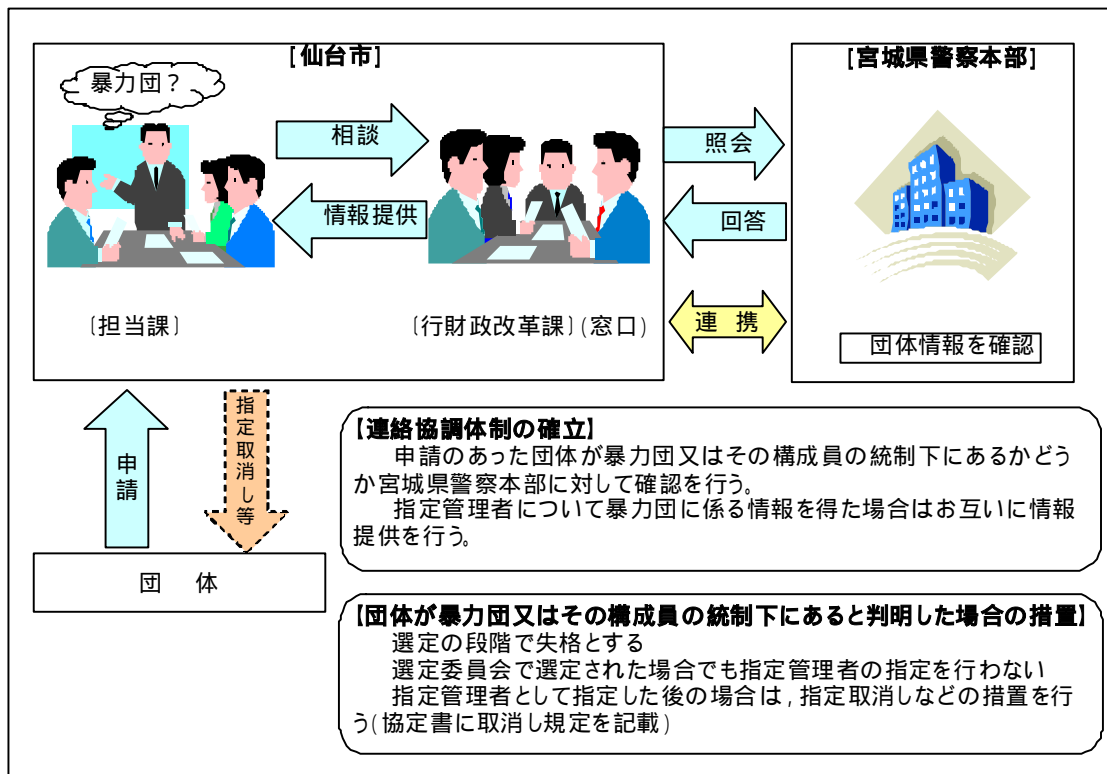 [仙台市]
[宮城県警察本部]
暴力団？
相談
照会
情報提供
回答
〔担当課〕
〔行財政改革課〕(窓口)
連 携
団体情報を確認
申請
指定取消し等
団 体
【連絡協調体制の確立】
申請のあった団体が暴力団又はその構成員の統制下にあるかどう
か宮城県警察本部に対して確認を行う。
指定管理者について暴力団に係る情報を得た場合はお互いに情報
提供を行う。
【団体が暴力団又はその構成員の統制下にあると判明した場合の措置】
選定の段階で失格とする
選定委員会で選定された場合でも指定管理者の指定を行わない
指定管理者として指定した後の場合は，指定取消しなどの措置を行
う(協定書に取消し規定を記載)